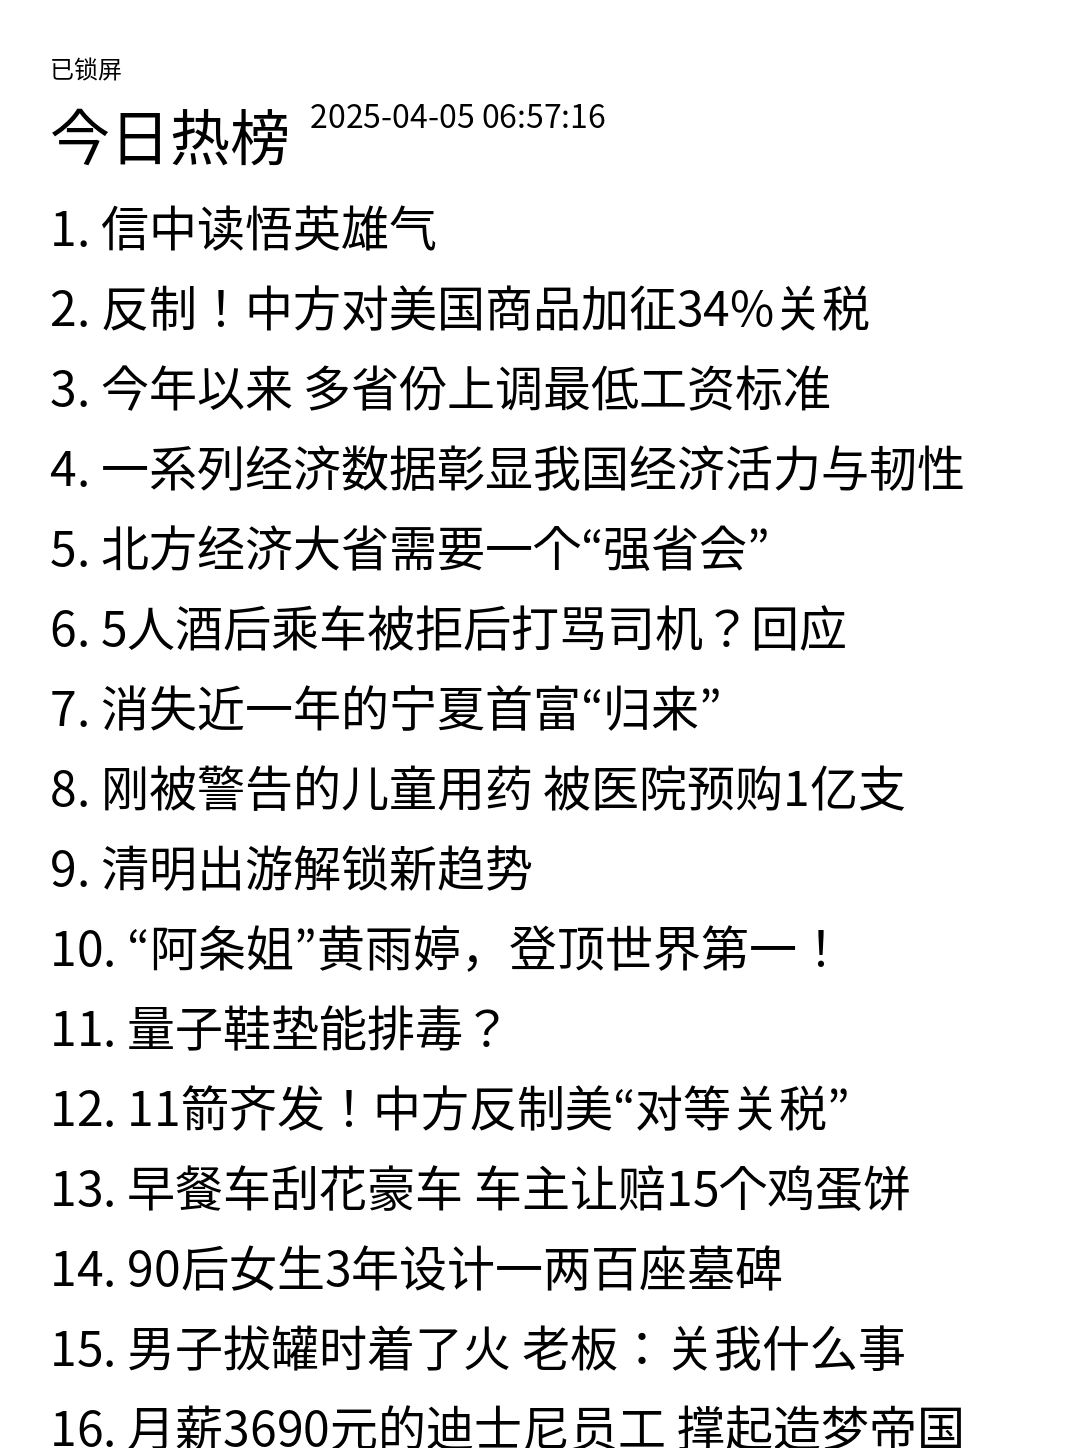 已锁屏
今日热榜 2025-04-05 06:57:16
1. 信中读悟英雄气
2. 反制！中方对美国商品加征34%关税
3. 今年以来 多省份上调最低工资标准
4. 一系列经济数据彰显我国经济活力与韧性
5. 北方经济大省需要一个“强省会”
6. 5人酒后乘车被拒后打骂司机？回应
7. 消失近一年的宁夏首富“归来”
8. 刚被警告的儿童用药 被医院预购1亿支
9. 清明出游解锁新趋势
10. “阿条姐”黄雨婷，登顶世界第一！
11. 量子鞋垫能排毒？
12. 11箭齐发！中方反制美“对等关税”
13. 早餐车刮花豪车 车主让赔15个鸡蛋饼
14. 90后女生3年设计一两百座墓碑
15. 男子拔罐时着了火 老板：关我什么事
16. 月薪3690元的迪士尼员工 撑起造梦帝国